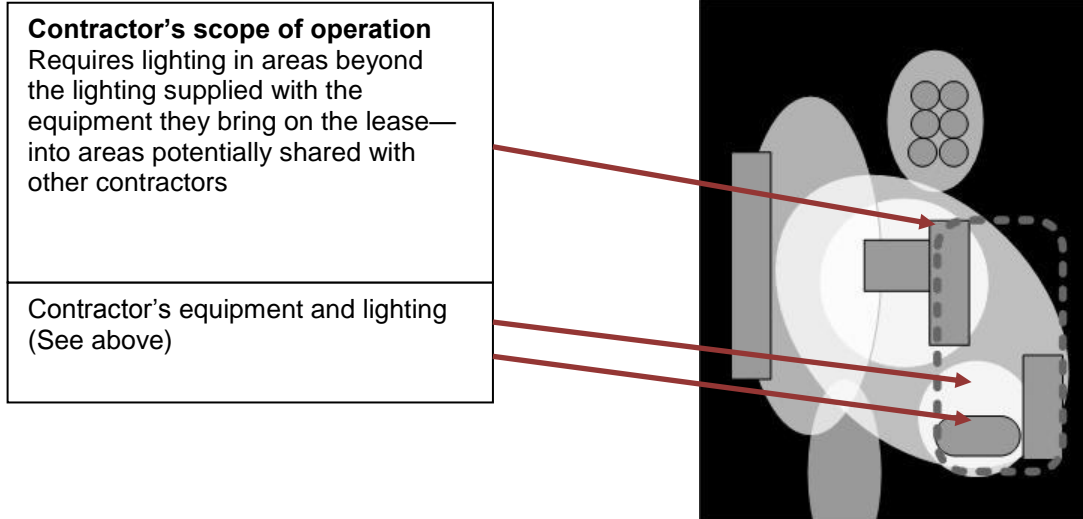 Contractor’s scope of operation
Requires lighting in areas beyond
the lighting supplied with the
equipment they bring on the lease—
into areas potentially shared with
other contractors
Contractor’s equipment and lighting
(See above)